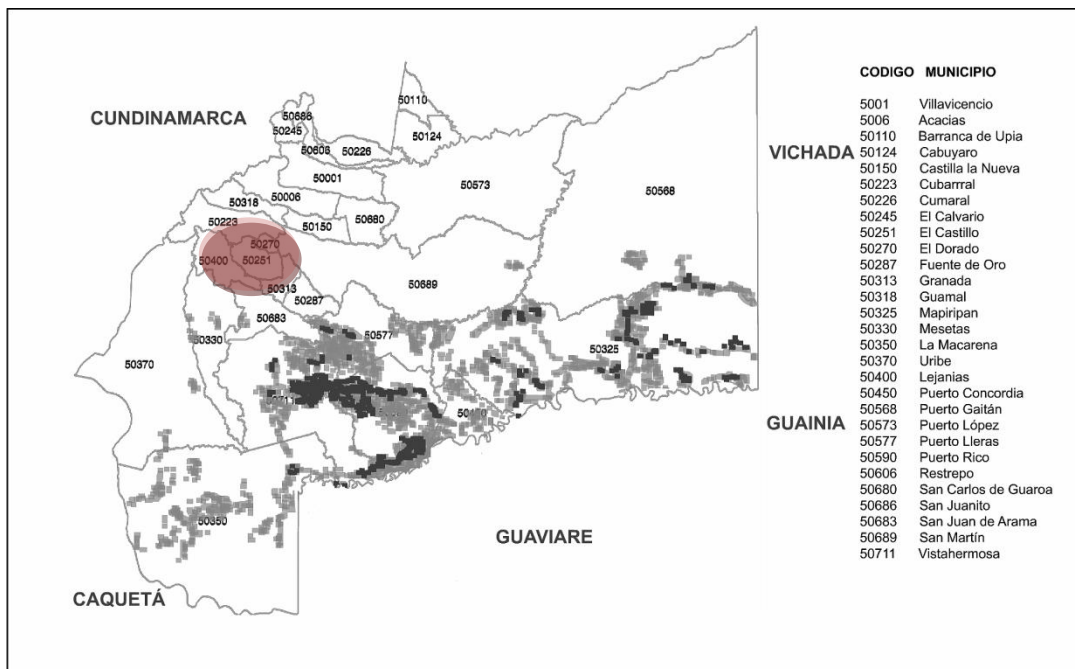 CUNDINAMARCA
VICHADA
GUAINIA
GUAVIARE
CAQUETÁ
50110
50686
50245
50124
50606
50226
50001
50573
50568
50006
50318
50223
50150
50680
50270
50400
50251
50689
50313
50287
50683
50577
50330
50325
50370
50350
CODIGO MUNICIPIO
5001 Villavicencio
5006 Acacias
50110 Barranca de Upia
50124 Cabuyaro
50150 Castilla la Nueva
50223 Cubarrral
50226 Cumaral
50245 El Calvario
50251 El Castillo
50270 El Dorado
50287 Fuente de Oro
50313 Granada
50318 Guamal
50325 Mapiripan
50330 Mesetas
50350 La Macarena
50370 Uribe
50400 Lejanias
50450 Puerto Concordia
50568 Puerto Gaitán
50573 Puerto López
50577 Puerto Lleras
50590 Puerto Rico
50606 Restrepo
50680 San Carlos de Guaroa
50686 San Juanito
50683 San Juan de Arama
50689 San Martín
50711 Vistahermosa